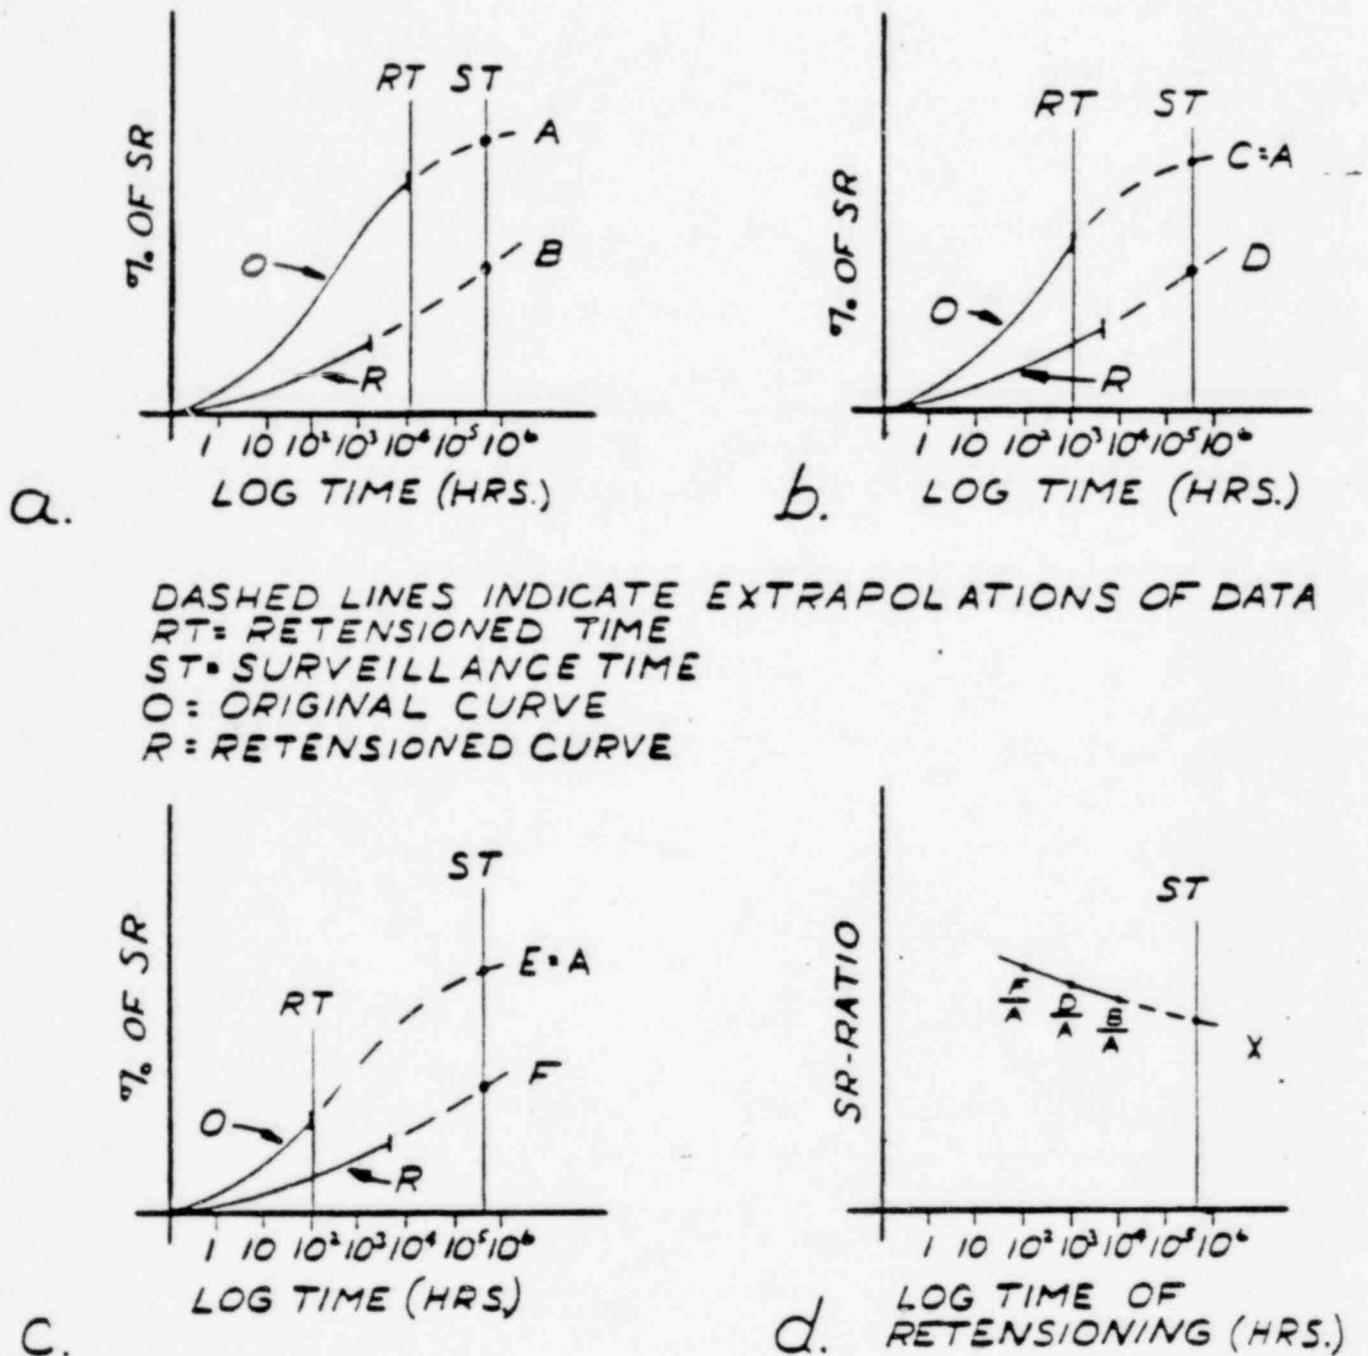 RT ST
A
B
O
R
% OF SR
1 10 10² 10³ 10⁴ 10⁵ 10⁶
LOG TIME (HRS.)
a.
RT ST
C=A
D
O
R
% OF SR
1 10 10² 10³ 10⁴ 10⁵ 10⁶
LOG TIME (HRS.)
b.
DASHED LINES INDICATE EXTRAPOLATIONS OF DATA
RT= RETENSIONED TIME
ST= SURVEILLANCE TIME
O= ORIGINAL CURVE
R= RETENSIONED CURVE
ST
RT
E=A
F
O
R
% OF SR
1 10 10² 10³ 10⁴ 10⁵ 10⁶
LOG TIME (HRS.)
c.
ST
SR-RATIO
F/A D/A B/A
X
1 10 10² 10³ 10⁴ 10⁵ 10⁶
LOG TIME OF
RETENSIONING (HRS.)
d.